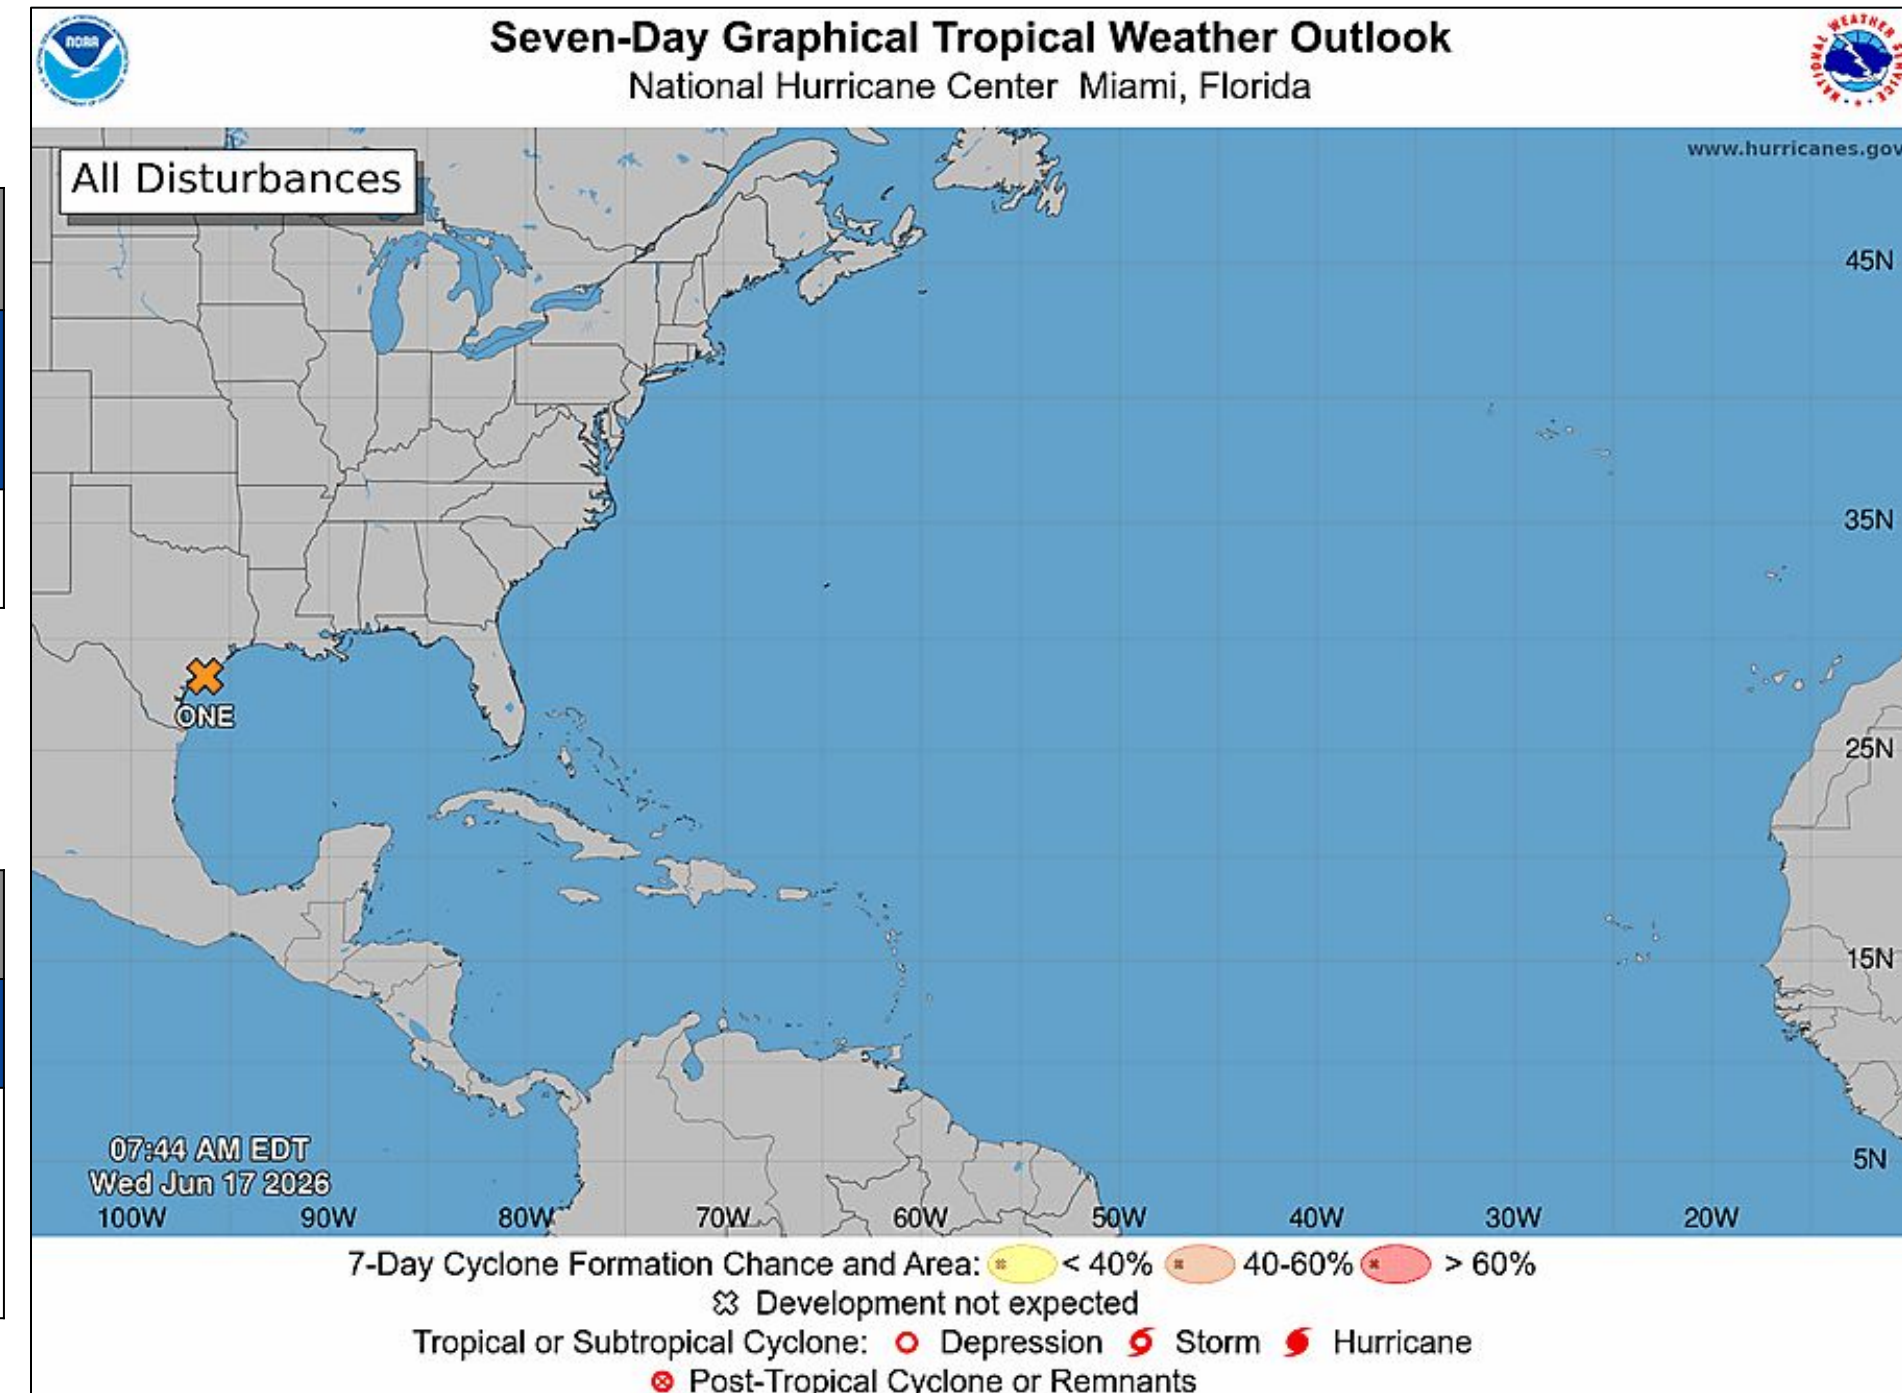 NOAA
Seven-Day Graphical Tropical Weather Outlook
National Hurricane Center Miami, Florida
www.hurricanes.gov
All Disturbances
45N
35N
ONE
25N
15N
07:44 AM EDT
5N
Wed Jun 17 2026
100W 90W 80W 70W 60W 50W 40W 30W 20W
7-Day Cyclone Formation Chance and Area: < 40% 40-60% > 60%
Development not expected
Tropical or Subtropical Cyclone: Depression Storm Hurricane
Post-Tropical Cyclone or Remnants